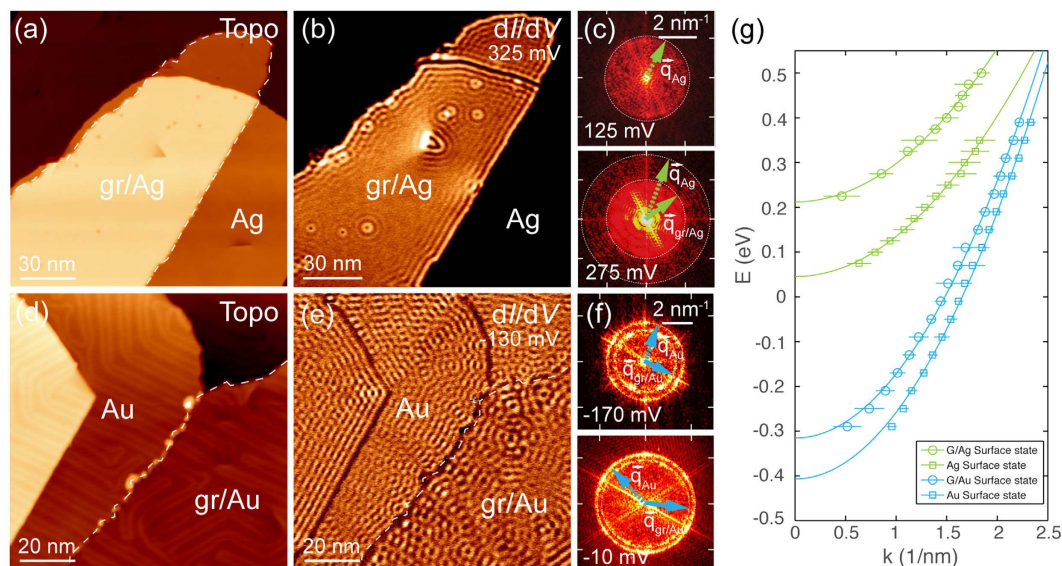 (a)
Topo
gr/Ag
Ag
30 nm
(b)
dI/dV
325 mV
gr/Ag
Ag
30 nm
(c)
2 nm⁻¹
q⃗Ag
125 mV
q⃗Ag
q⃗gr/Ag
275 mV
(d)
Topo
Au
gr/Au
20 nm
(e)
dI/dV
-130 mV
Au
gr/Au
20 nm
(f)
2 nm⁻¹
q⃗Au
q⃗gr/Au
-170 mV
q⃗Au
q⃗gr/Au
-10 mV
(g)
E (eV)
0.5
0.4
0.3
0.2
0.1
0
-0.1
-0.2
-0.3
-0.4
-0.5
G/Ag Surface state
Ag Surface state
G/Au Surface state
Au Surface state
0
0.5
1
1.5
2
2.5
k (1/nm)